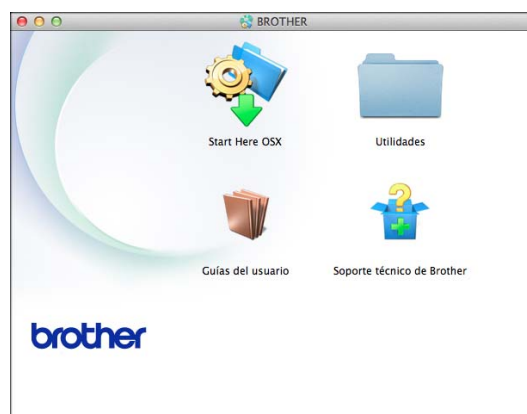 BROTHER
Start Here OSX
Utilidades
?
Guías del usuario
Soporte técnico de Brother
brother